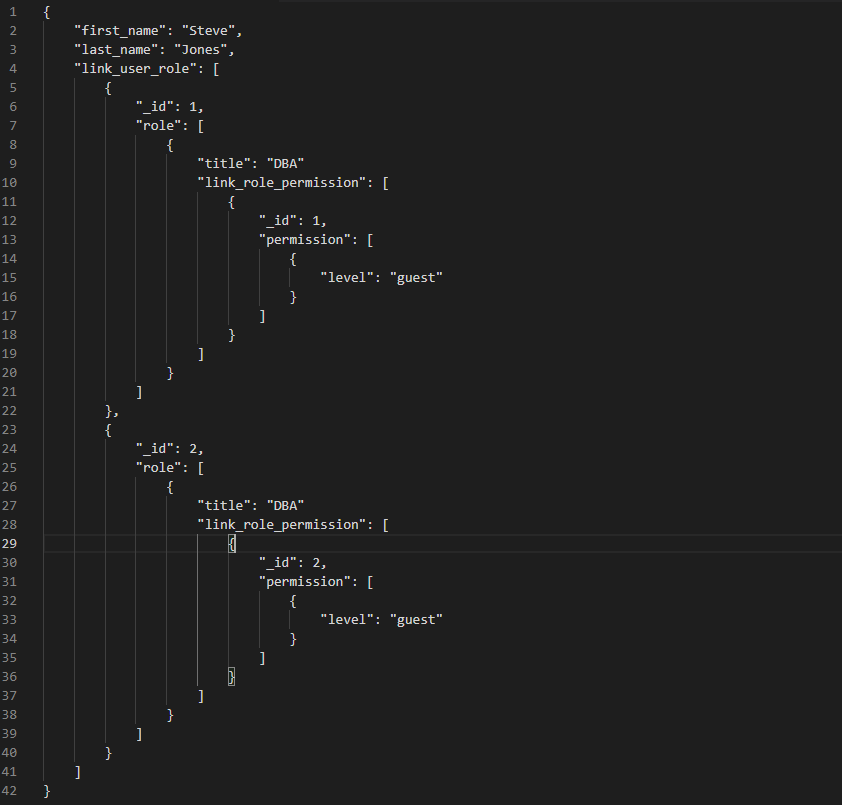 1 {
2     "first_name": "Steve",
3     "last_name": "Jones",
4     "link_user_role": [
5         {
6             "_id": 1,
7             "role": [
8                 {
9                     "title": "DBA"
10                     "link_role_permission": [
11                         {
12                             "_id": 1,
13                             "permission": [
14                                 {
15                                     "level": "guest"
16                                 }
17                             ]
18                         }
19                     ]
20                 }
21             ]
22         },
23         {
24             "_id": 2,
25             "role": [
26                 {
27                     "title": "DBA"
28                     "link_role_permission": [
29                         {
30                             "_id": 2,
31                             "permission": [
32                                 {
33                                     "level": "guest"
34                                 }
35                             ]
36                         }
37                     ]
38                 }
39             ]
40         }
41     ]
42 }